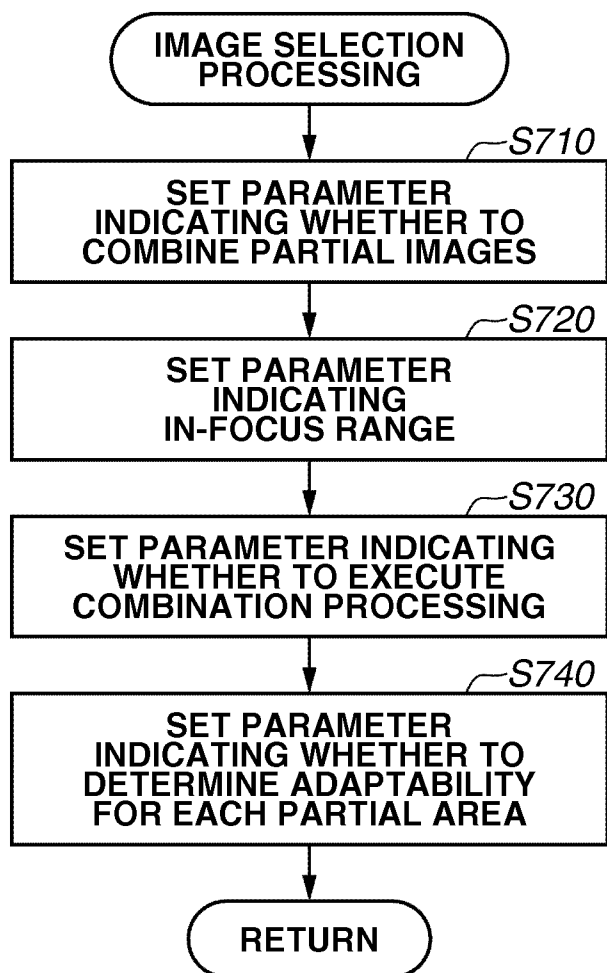 IMAGE SELECTION
PROCESSING
S710
SET PARAMETER
INDICATING WHETHER TO
COMBINE PARTIAL IMAGES
S720
SET PARAMETER
INDICATING
IN-FOCUS RANGE
S730
SET PARAMETER INDICATING
WHETHER TO EXECUTE
COMBINATION PROCESSING
S740
SET PARAMETER
INDICATING WHETHER TO
DETERMINE ADAPTABILITY
FOR EACH PARTIAL AREA
RETURN